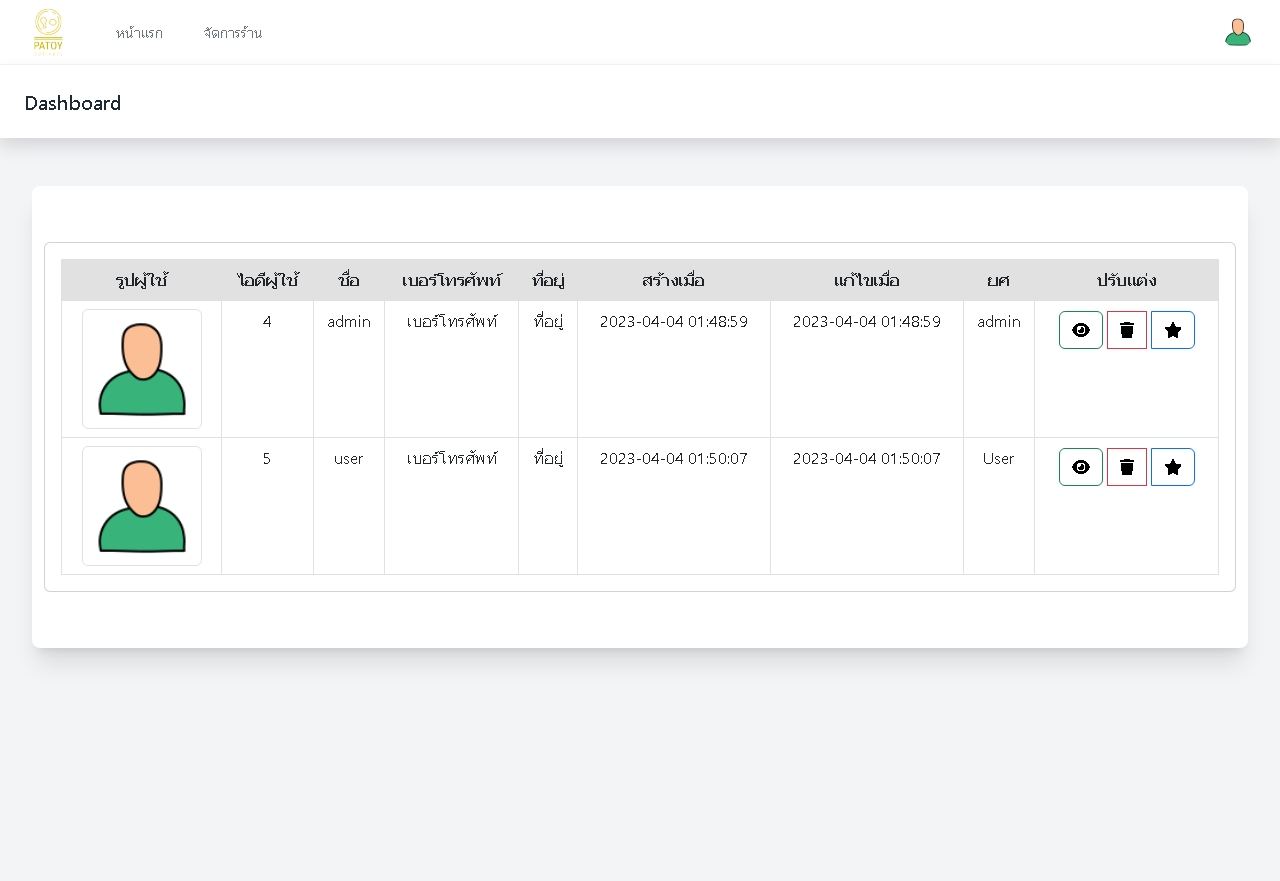 PATOY
หน้าแรก จัดการร้าน
Dashboard
รูปผู้ใช้ ไอดีผู้ใช้ ชื่อ เบอร์โทรศัพท์ ที่อยู่ สร้างเมื่อ แก้ไขเมื่อ ยศ ปรับแต่ง
4 admin เบอร์โทรศัพท์ ที่อยู่ 2023-04-04 01:48:59 2023-04-04 01:48:59 admin
5 user เบอร์โทรศัพท์ ที่อยู่ 2023-04-04 01:50:07 2023-04-04 01:50:07 User